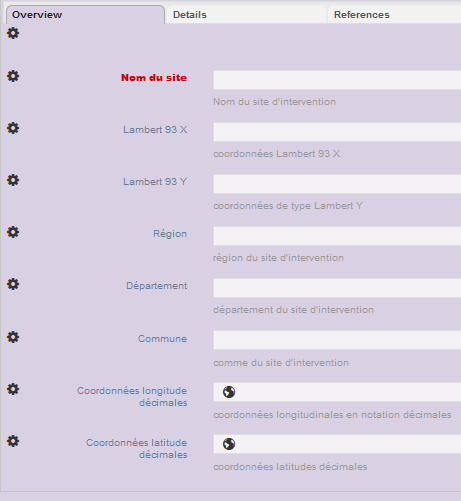 Overview Details References
Nom du site
Nom du site d'intervention
Lambert 93 X
coordonnées Lambert 93 X
Lambert 93 Y
coordonnées de type Lambert Y
Région
région du site d'intervention
Département
département du site d'intervention
Commune
comme du site d'intervention
Coordonnées longitude
décimales
coordonnées longitudinales en notation décimales
Coordonnées latitude
décimales
coordonnées latitudes décimales